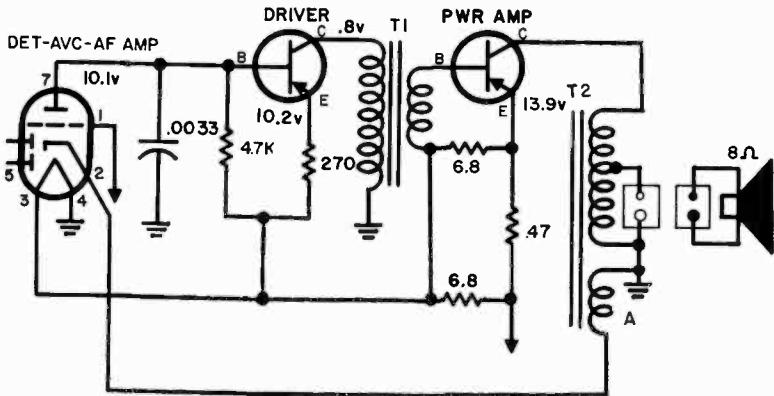 DRIVER
PWR AMP
DET-AVC-AF AMP
C .8v T1
C
7 10.1v
B
B
T2
E
10.2v
E 13.9v
1
.0033
4.7K
270
6.8
8Ω
5
2
3 4
.47
6.8
A